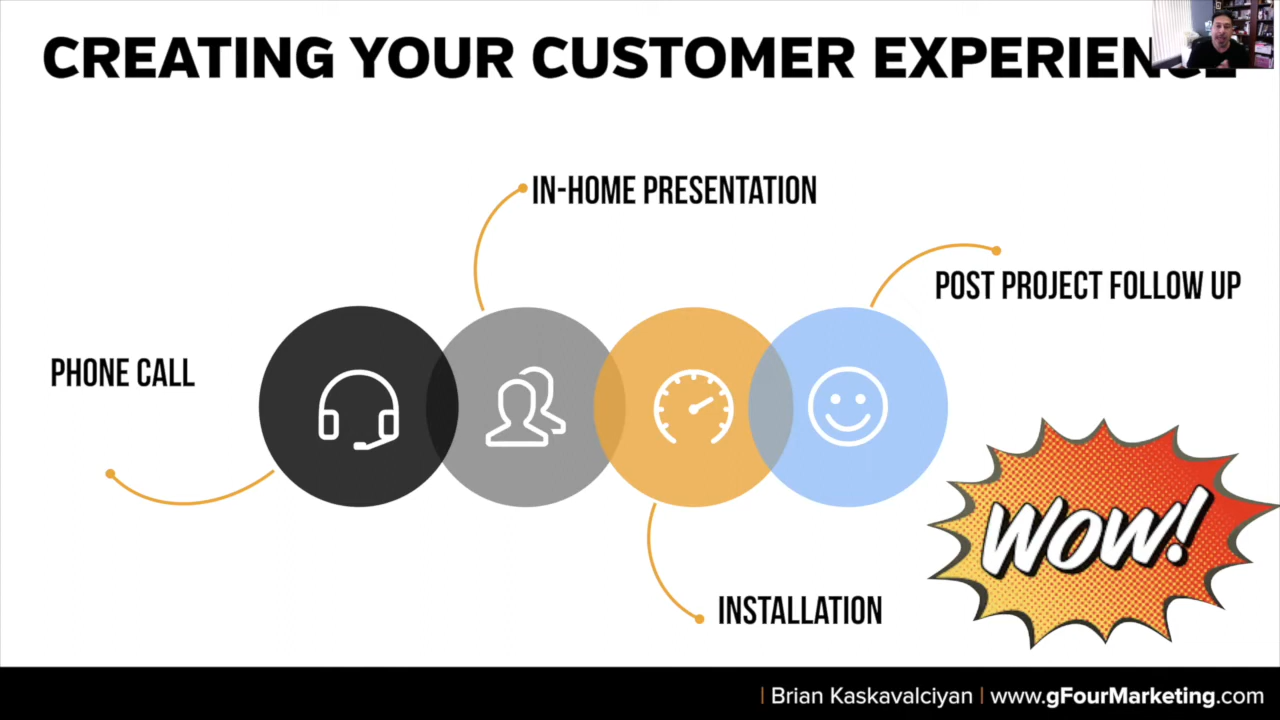 CREATING YOUR CUSTOMER EXPERIENCE
IN-HOME PRESENTATION
POST PROJECT FOLLOW UP
PHONE CALL
WOW!
INSTALLATION
| Brian Kaskavalciyan | www.gFourMarketing.com